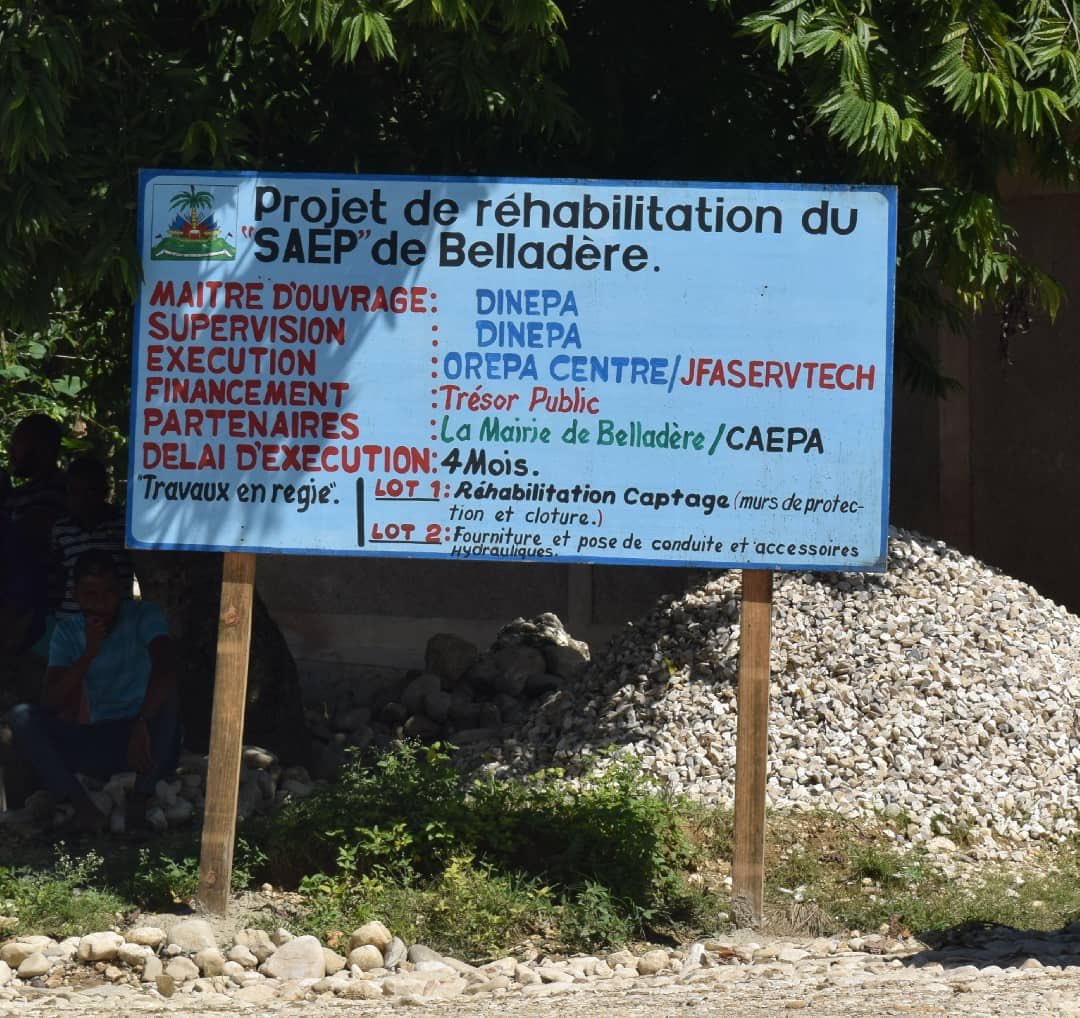 Projet de réhabilitation du
"SAEP" de Belladère.
MAITRE D'OUVRAGE: DINEPA
SUPERVISION : DINEPA
EXECUTION : OREPA CENTRE/JFASERVTECH
FINANCEMENT : Trésor Public
PARTENAIRES : La Mairie de Belladère/CAEPA
DELAI D'EXECUTION: 4 Mois.
"Travaux en regie". LOT 1: Réhabilitation Captage (murs de protec-
tion et cloture.)
LOT 2: Fourniture et pose de conduite et accessoires
Hydrauliques.